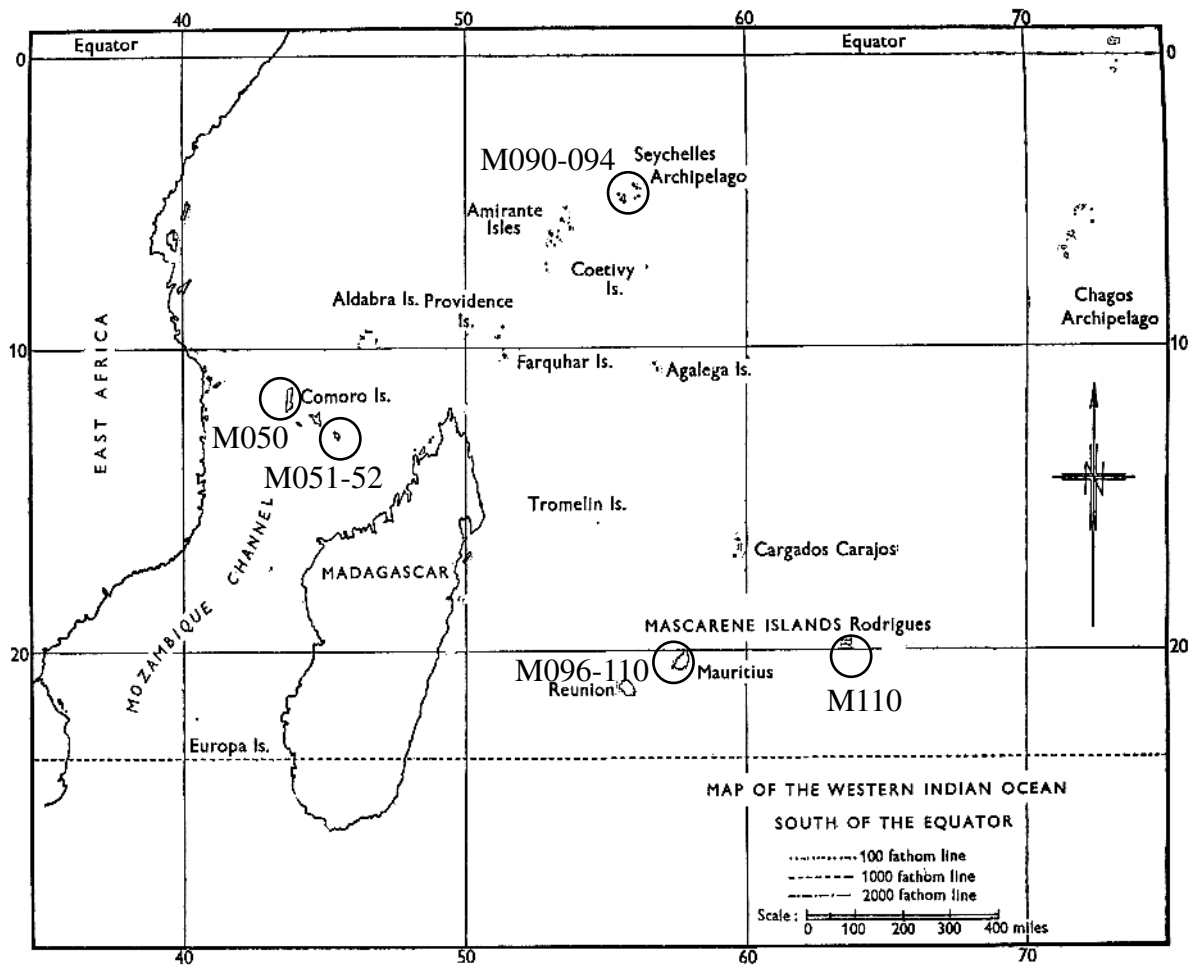 40
50
60
70
Equator
Equator
0
0
M090-094
Seychelles
Archipelago
Amirante
Isles
Coetivy
Is.
Aldabra Is.
Providence
Is.
Chagos
Archipelago
10
10
Farquhar Is.
Agalega Is.
EAST AFRICA
Comoro Is.
M050
M051-52
Tromelin Is.
Cargados Carajos
MOZAMBIQUE CHANNEL
MADAGASCAR
MASCARENE ISLANDS
Rodrigues
20
20
M096-110
Mauritius
Reunion
M110
Europa Is.
N
MAP OF THE WESTERN INDIAN OCEAN
SOUTH OF THE EQUATOR
100 fathom line
1000 fathom line
2000 fathom line
Scale:
0 100 200 300 400 miles
40
50
60
70